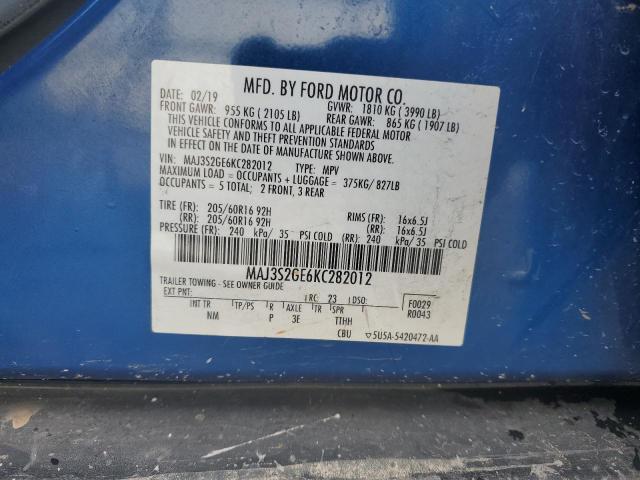 MFD. BY FORD MOTOR CO.
DATE: 02/19 GVWR: 1810 KG ( 3990 LB)
FRONT GAWR: 955 KG ( 2105 LB) REAR GAWR: 865 KG ( 1907 LB)
THIS VEHICLE CONFORMS TO ALL APPLICABLE FEDERAL MOTOR
VEHICLE SAFETY AND THEFT PREVENTION STANDARDS
IN EFFECT ON THE DATE OF MANUFACTURE SHOWN ABOVE.
VIN: MAJ3S2GE6KC282012 TYPE: MPV
MAXIMUM LOAD = OCCUPANTS + LUGGAGE = 375KG/ 827LB
OCCUPANTS = 5 TOTAL; 2 FRONT, 3 REAR
TIRE (FR): 205/60R16 92H RIMS (FR): 16x6.5J
(RR): 205/60R16 92H (RR): 16x6.5J
PRESSURE (FR): 240 kPa/ 35 PSI COLD (RR): 240 kPa/ 35 PSI COLD
MAJ3S2GE6KC282012
TRAILER TOWING - SEE OWNER GUIDE
EXT PNT: RC: 23 DSO: F0029
R0043
INT TR TP/PS R AXLE TR SPR
NM P 3E TTHH
CBU 5U5A-5420472-AA